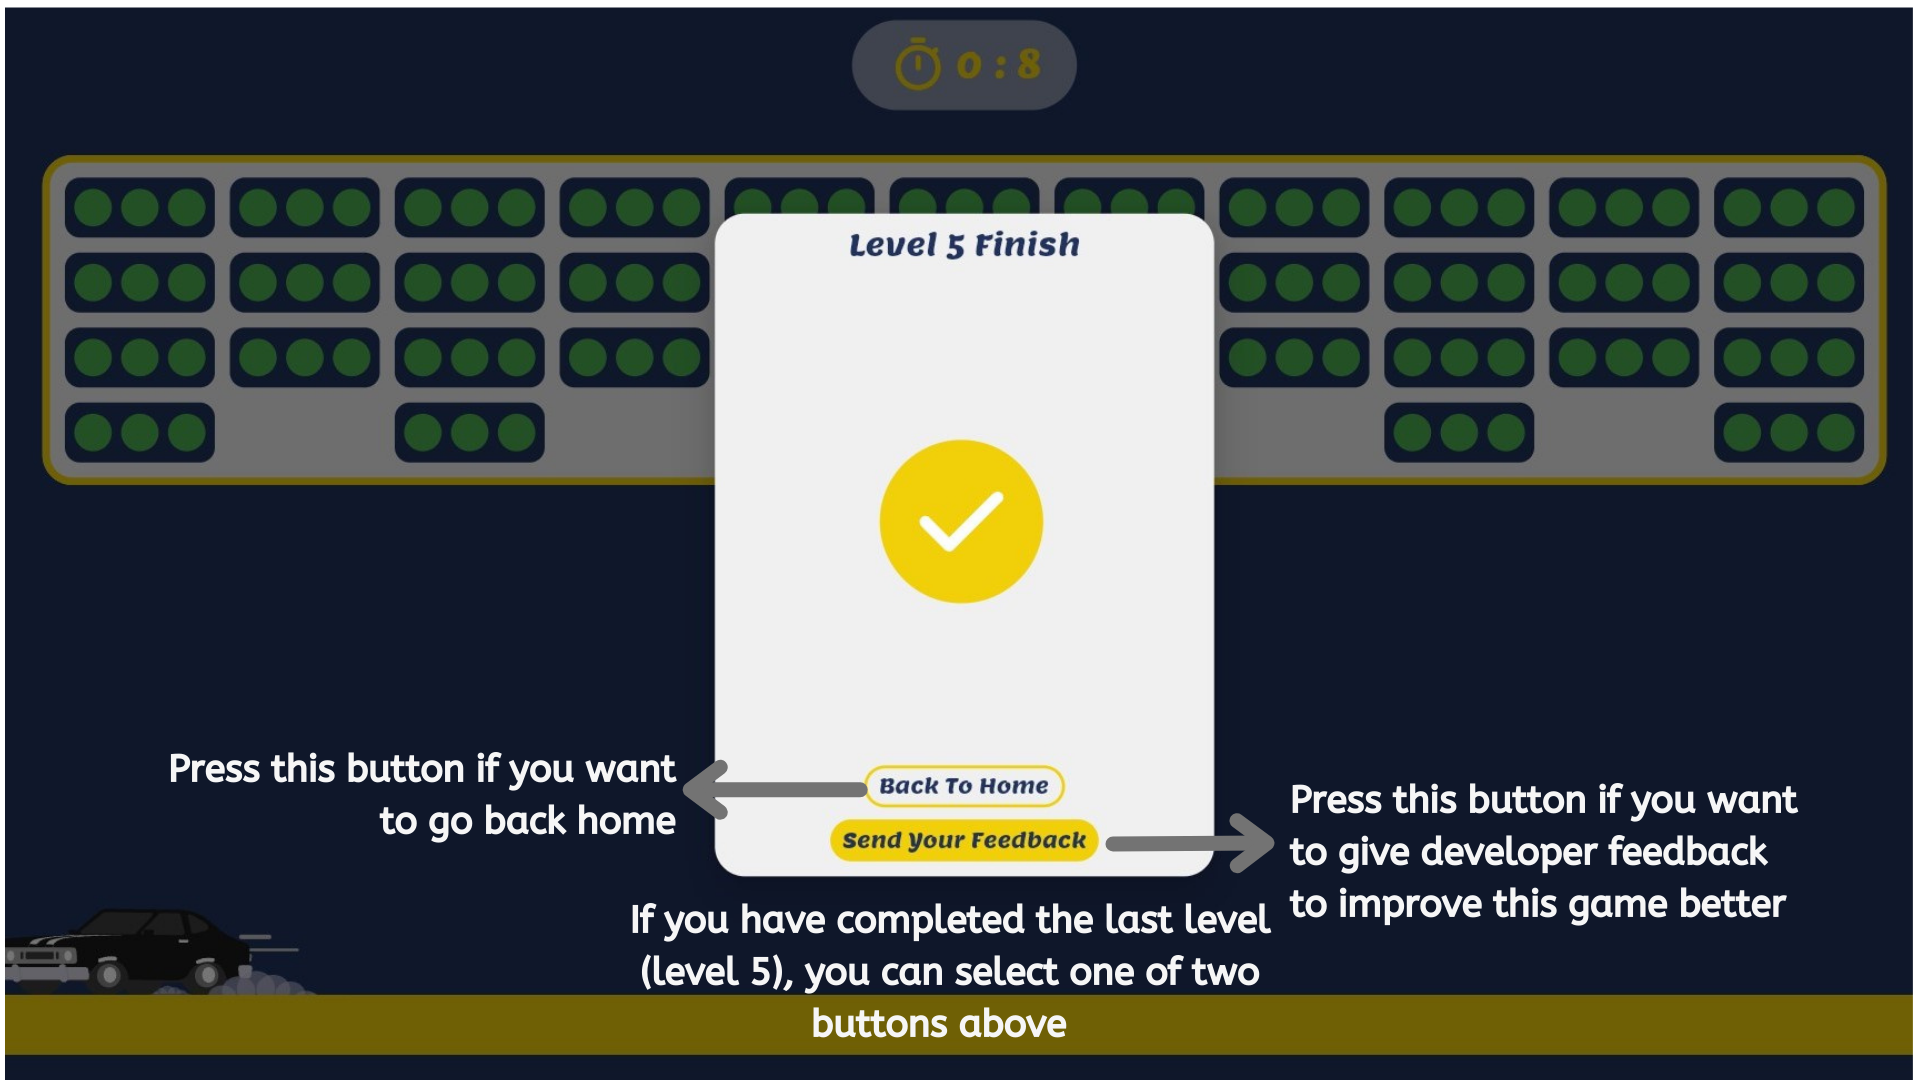 0 : 8
Level 5 Finish
Press this button if you want
to go back home
Back To Home
Send Your Feedback
Press this button if you want
to give developer feedback
to improve this game better
If you have completed the last level
(level 5), you can select one of two
buttons above